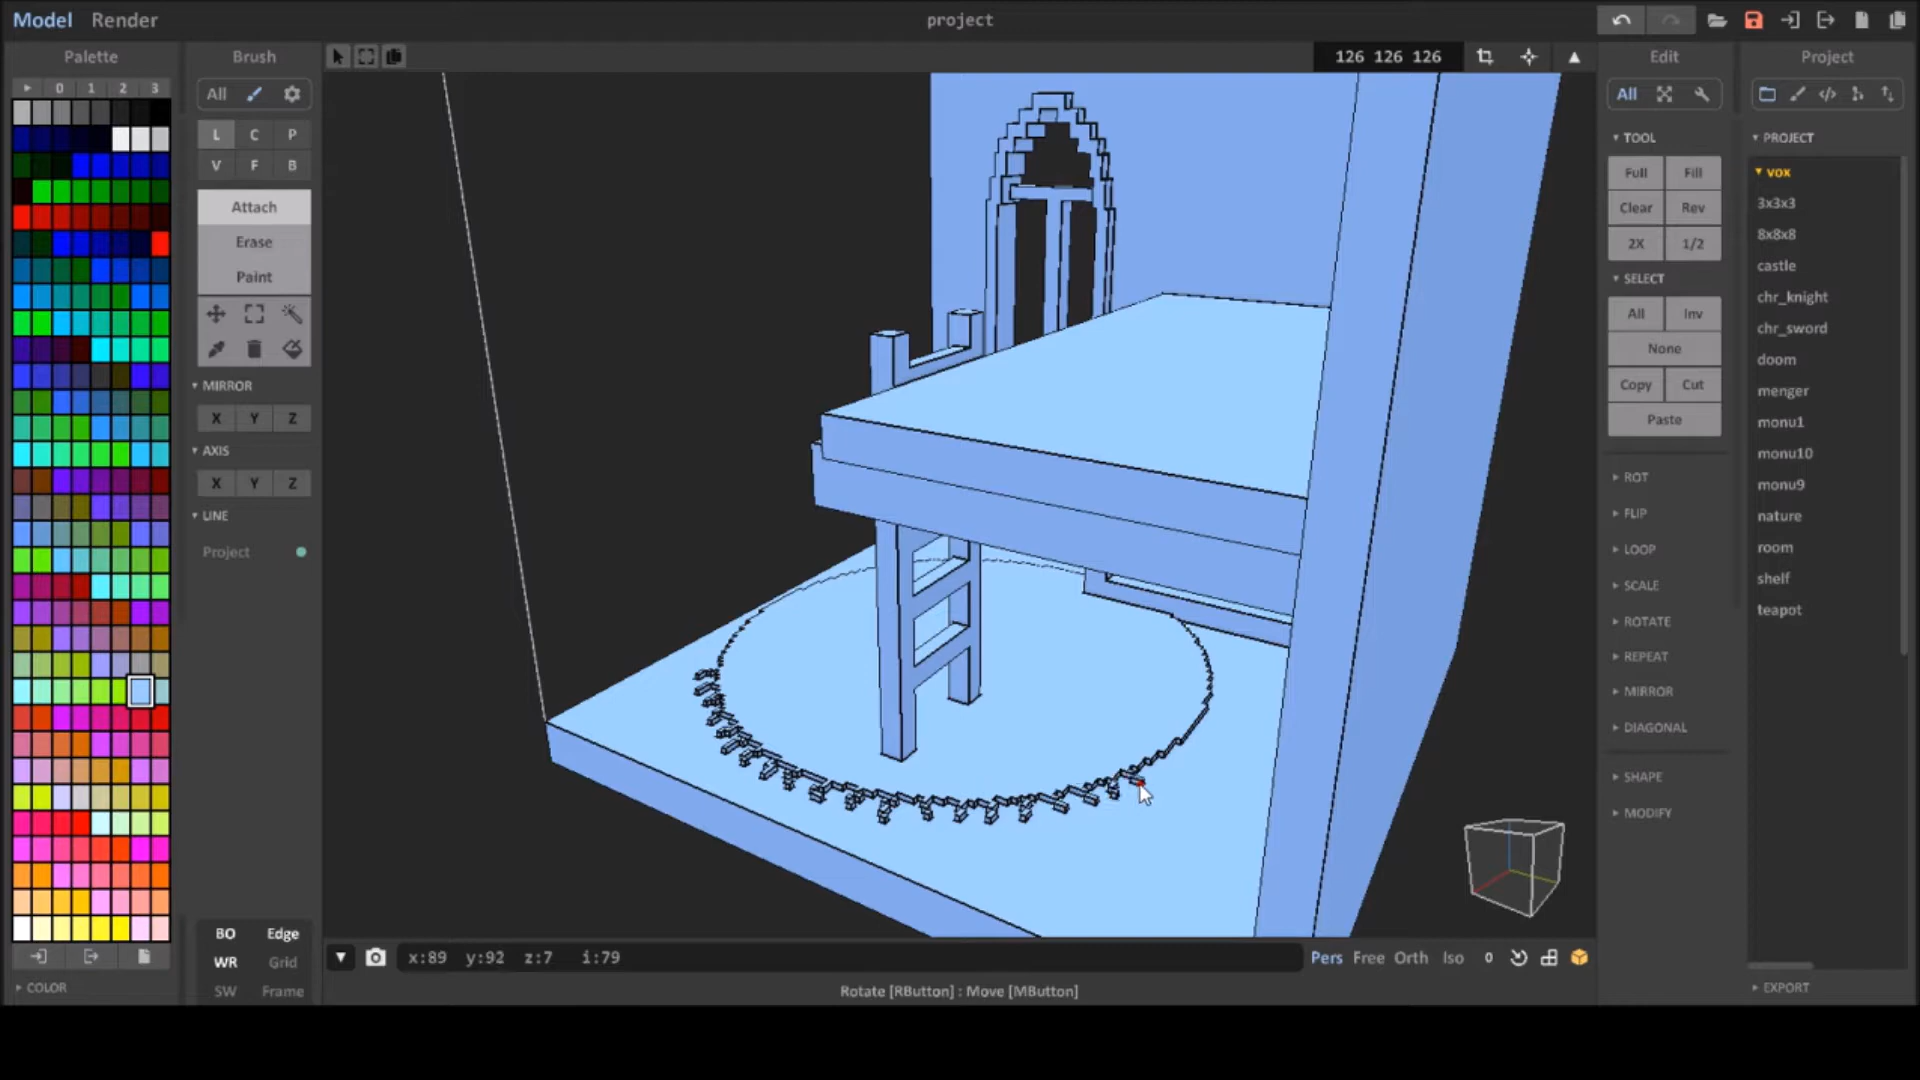 Model Render
project
Palette
Brush
126 126 126
Edit
Project
0 1 2 3
All
All
L C P
V F B
TOOL
PROJECT
Full Fill
Clear Rev
2X 1/2
vox
3x3x3
8x8x8
castle
chr_knight
chr_sword
doom
menger
monu1
monu10
monu9
nature
room
shelf
teapot
Attach
Erase
Paint
SELECT
All Inv
None
Copy Cut
Paste
MIRROR
X Y Z
AXIS
X Y Z
LINE
Project
ROT
FLIP
LOOP
SCALE
ROTATE
REPEAT
MIRROR
DIAGONAL
SHAPE
MODIFY
BO Edge
WR Grid
SW Frame
x:89 y:92 z:7 i:79
Pers Free Orth Iso 0
COLOR
Rotate [RButton] : Move [MButton]
EXPORT